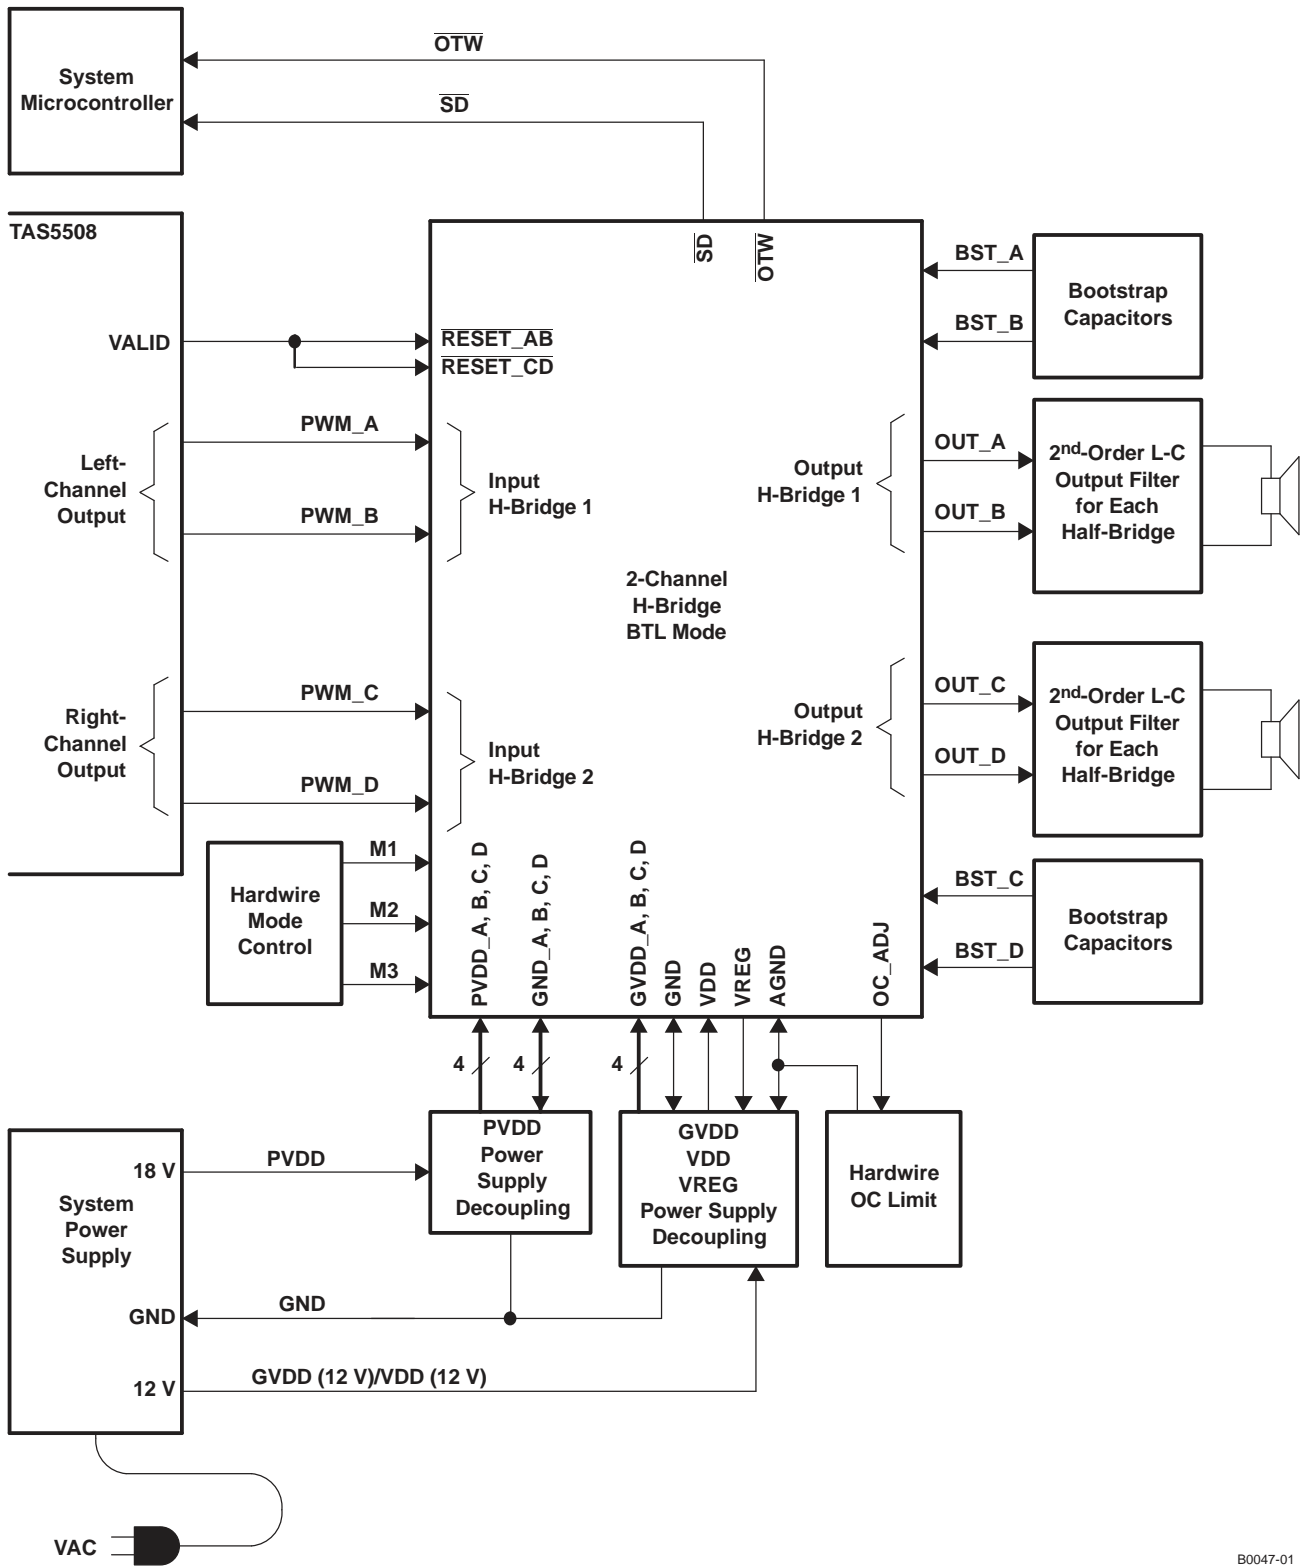 OTW
System
Microcontroller
SD
TAS5508
SD
OTW
BST_A
Bootstrap
Capacitors
BST_B
VALID
RESET_AB
RESET_CD
PWM_A
Left-
Channel
Output
PWM_B
Input
H-Bridge 1
Output
H-Bridge 1
OUT_A
OUT_B
2nd-Order L-C
Output Filter
for Each
Half-Bridge
2-Channel
H-Bridge
BTL Mode
PWM_C
Right-
Channel
Output
PWM_D
Input
H-Bridge 2
Output
H-Bridge 2
OUT_C
OUT_D
2nd-Order L-C
Output Filter
for Each
Half-Bridge
M1
Hardwire
Mode
Control
M2
M3
PVDD_A, B, C, D
GND_A, B, C, D
GVDD_A, B, C, D
GND
VDD
VREG
AGND
OC_ADJ
BST_C
Bootstrap
Capacitors
BST_D
4
4
4
PVDD
Power
Supply
Decoupling
GVDD
VDD
VREG
Power Supply
Decoupling
Hardwire
OC Limit
18 V
PVDD
System
Power
Supply
GND
GND
12 V
GVDD (12 V)/VDD (12 V)
VAC
B0047-01